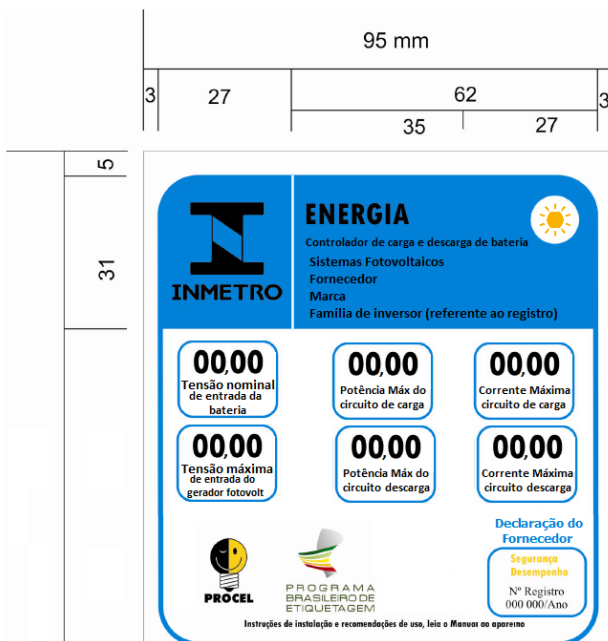 95 mm
3 27 62 3
35 27
5
31
INMETRO
ENERGIA
Controlador de carga e descarga de bateria
Sistemas Fotovoltaicos
Fornecedor
Marca
Família de inversor (referente ao registro)
00,00
Tensão nominal
de entrada da
bateria
00,00
Potência Máx do
circuito de carga
00,00
Corrente Máxima
circuito de carga
00,00
Tensão máxima
de entrada do
gerador fotovolt
00,00
Potência Máx do
circuito descarga
00,00
Corrente Máxima
circuito descarga
Declaração do
Fornecedor
Segurança
Desempenho
Nº Registro
000 000/Ano
PROCEL
PROGRAMA
BRASILEIRO DE
ETIQUETAGEM
Instruções de instalação e recomendações de uso, leia o Manual ao apareno